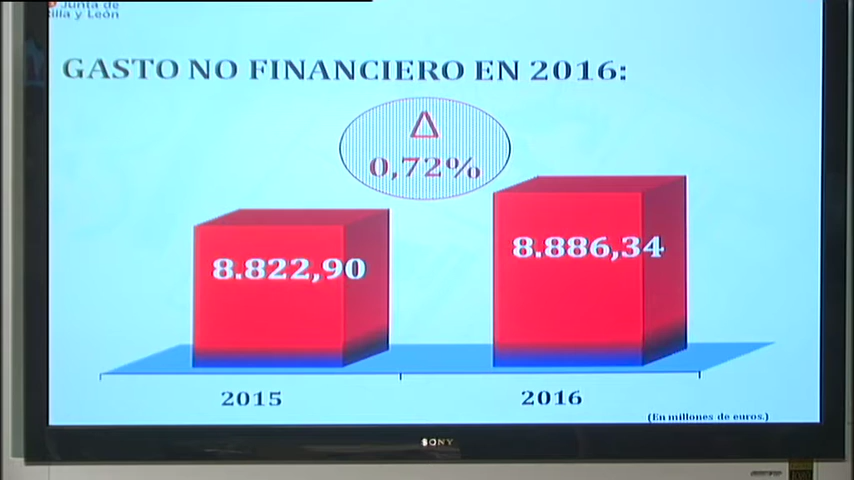 Junta de
tilla y León
GASTO NO FINANCIERO EN 2016:
Δ
0,72%
8.822,90
8.886,34
2015
2016
(En millones de euros.)
SONY